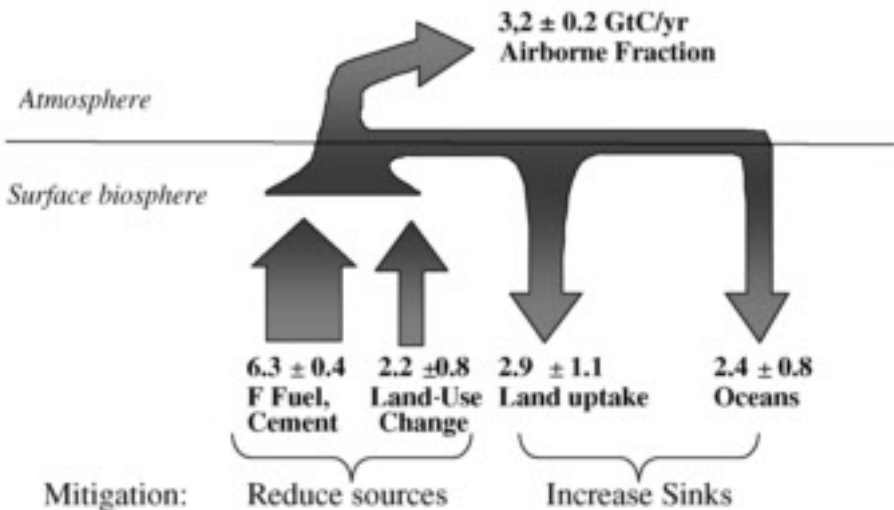 3,2 ± 0.2 GtC/yr
Airborne Fraction
Atmosphere
Surface biosphere
6.3 ± 0.4
F Fuel,
Cement
2.2 ±0.8
Land-Use
Change
2.9 ± 1.1
Land uptake
2.4 ± 0.8
Oceans
Mitigation: Reduce sources Increase Sinks